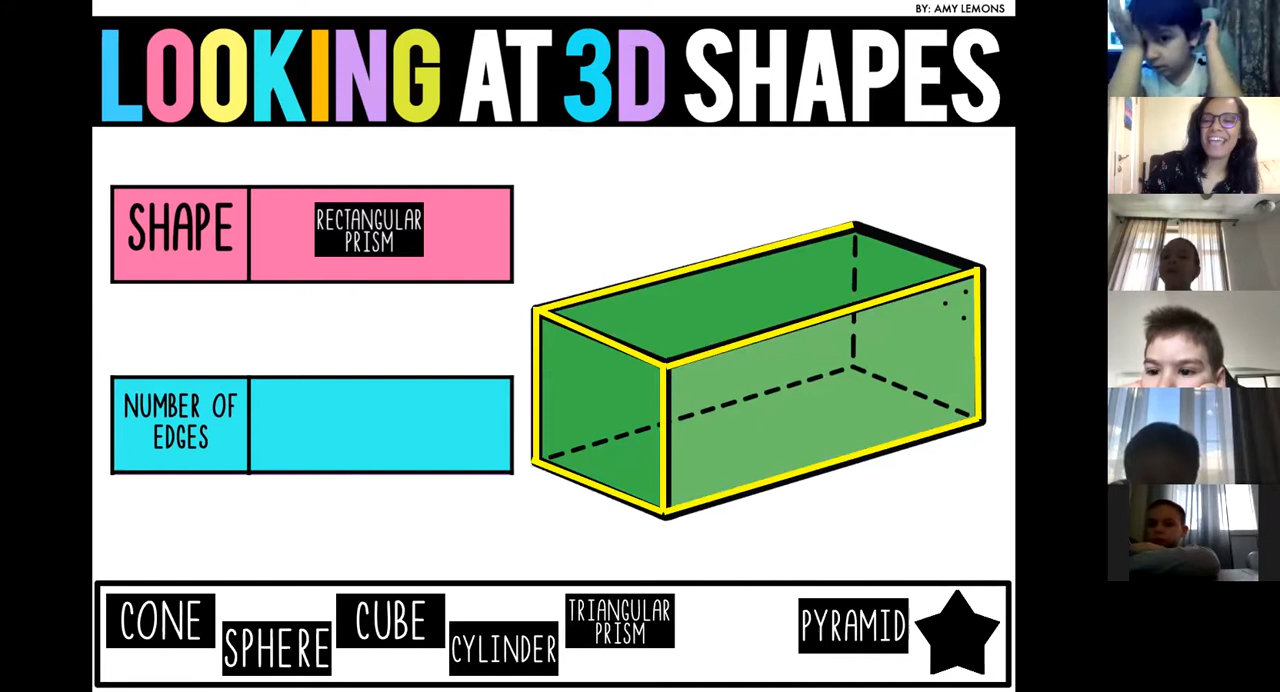 BY: AMY LEMONS
LOOKING AT 3D SHAPES
SHAPE
RECTANGULAR
PRISM
NUMBER OF
EDGES
CONE
SPHERE
CUBE
CYLINDER
TRIANGULAR
PRISM
PYRAMID